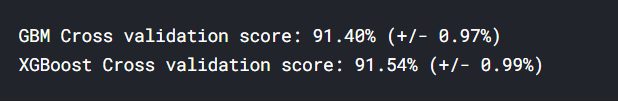 GBM Cross validation score: 91.40% (+/- 0.97%)
XGBoost Cross validation score: 91.54% (+/- 0.99%)